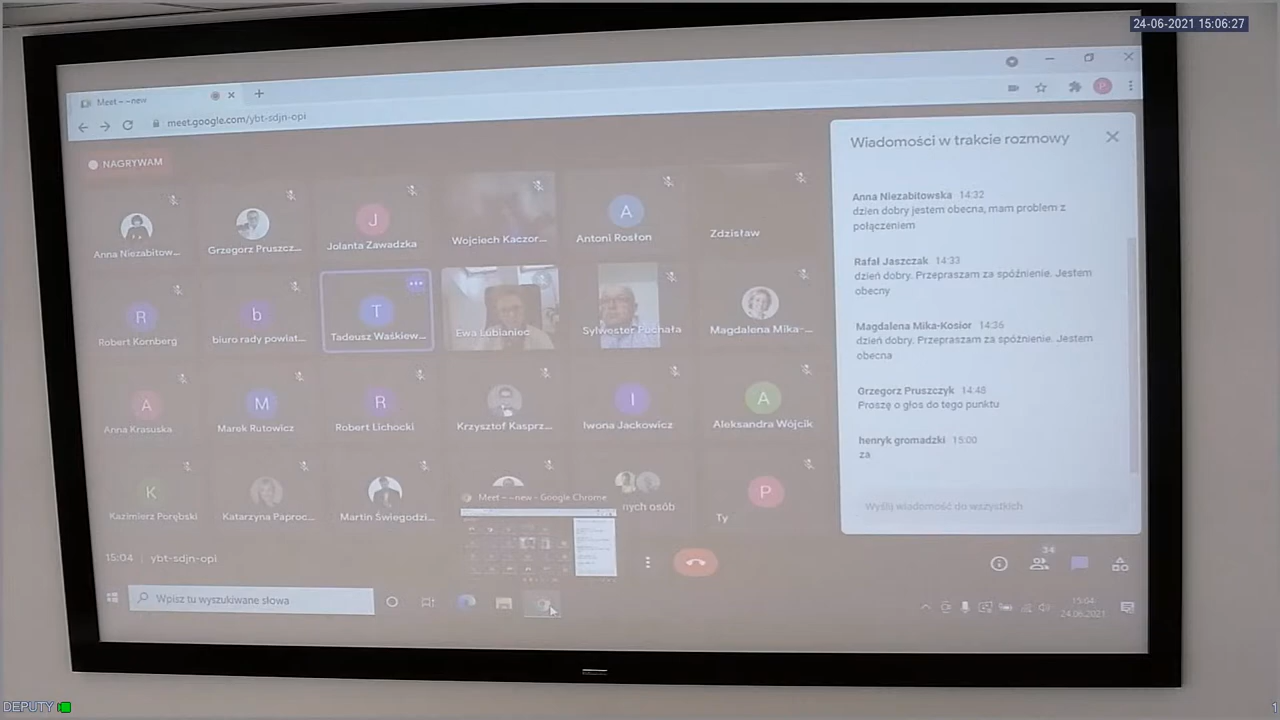 24-06-2021 15:06:27
Meet – ~new
meet.google.com/ybt-sdjn-opi
NAGRYWAM
Wiadomości w trakcie rozmowy
Anna Niezabitowska 14:32
dzien dobry jestem obecna, mam problem z
połączeniem
Rafał Jaszczak 14:33
dzień dobry. Przepraszam za spóźnienie. Jestem
obecny
Magdalena Mika-Kosior 14:36
dzień dobry. Przepraszam za spóźnienie. Jestem
obecna
Grzegorz Pruszczyk 14:48
Proszę o głos do tego punktu
henryk gromadzki 15:00
za
Wyślij wiadomość do wszystkich
Anna Niezabitow...
Grzegorz Pruszcz...
J
Jolanta Zawadzka
Wojciech Kaczor...
A
Antoni Rosłon
Zdzisław
R
Robert Kornberg
b
biuro rady powiat...
T
Tadeusz Waśkiew...
Ewa Lubianiec
Sylwester Puchała
Magdalena Mika-...
A
Anna Krasuska
M
Marek Rutowicz
R
Robert Lichocki
Krzysztof Kasprz...
I
Iwona Jackowicz
A
Aleksandra Wójcik
K
Kazimierz Porębski
Katarzyna Paproc...
Martin Świegodzi...
Meet – ~new - Google Chrome
nych osób
P
Ty
P
15:04 | ybt-sdjn-opi
34
Wpisz tu wyszukiwane słowa
15:04
24.06.2021
DEPUTY
1